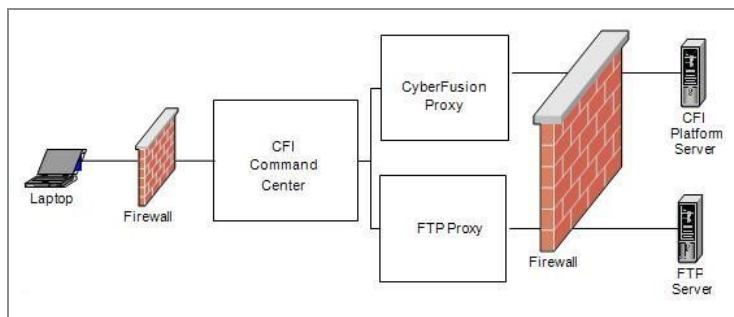 Laptop
Firewall
CFI
Command
Center
CyberFusion
Proxy
FTP Proxy
Firewall
CFI
Platform
Server
FTP
Server